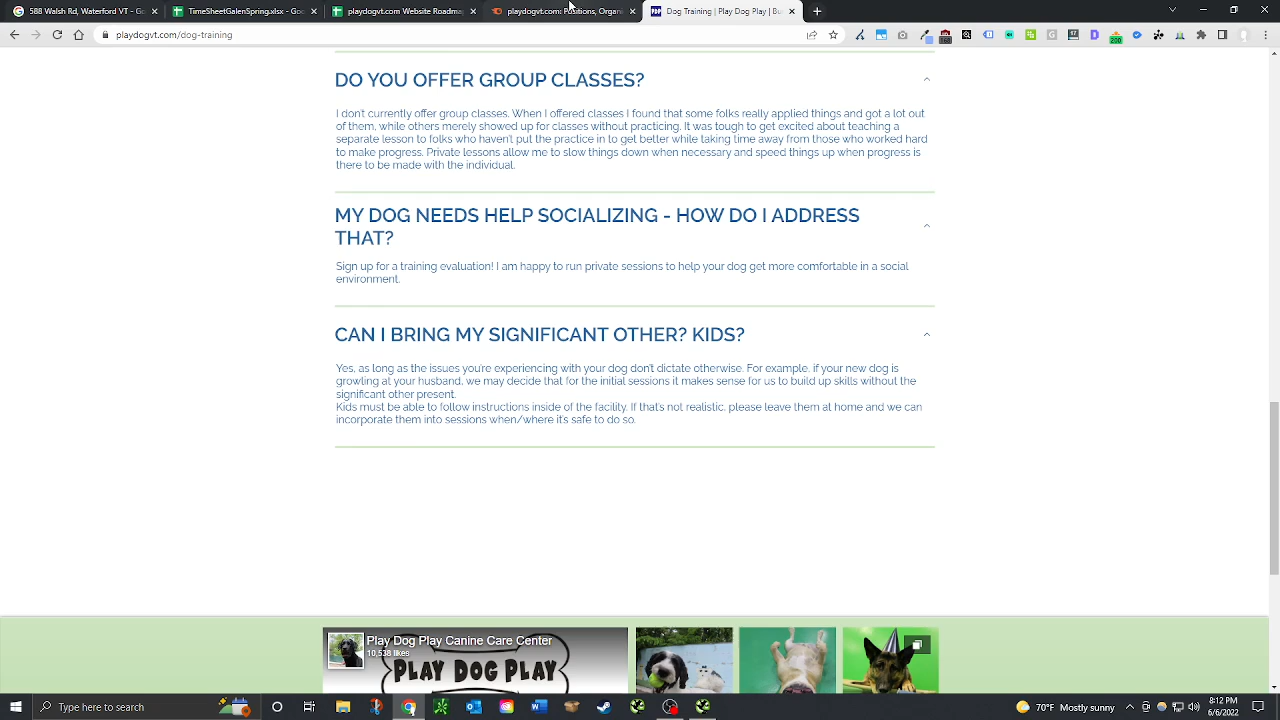 588 Walsh Rd, Waterford VT - Go
TimeSheetGalenSpringxlsx - Goo
Website Roadmap - Goo
playdogvt.com: Positions, Organi
Dog Training | Play Dog Play | Bu
playdogvt.com/dog-training
DO YOU OFFER GROUP CLASSES?
I don't currently offer group classes. When I offered classes I found that some folks really applied things and got a lot out
of them, while others merely showed up for classes without practicing. It was tough to get excited about teaching a
separate lesson to folks who haven't put the practice in to get better while taking time away from those who worked hard
to make progress. Private lessons allow me to slow things down when necessary and speed things up when progress is
there to be made with the individual.
MY DOG NEEDS HELP SOCIALIZING - HOW DO I ADDRESS
THAT?
Sign up for a training evaluation! I am happy to run private sessions to help your dog get more comfortable in a social
environment.
CAN I BRING MY SIGNIFICANT OTHER? KIDS?
Yes, as long as the issues you're experiencing with your dog don't dictate otherwise. For example, if your new dog is
growling at your husband, we may decide that for the initial sessions it makes sense for us to build up skills without the
significant other present.
Kids must be able to follow instructions inside of the facility. If that's not realistic, please leave them at home and we can
incorporate them into sessions when/where it's safe to do so.
Play Dog Play Canine Care Center
10,538 likes
PLAY DOG PLAY
Type here to search
70°F Mostly sunny
8:12 PM
6/6/2022